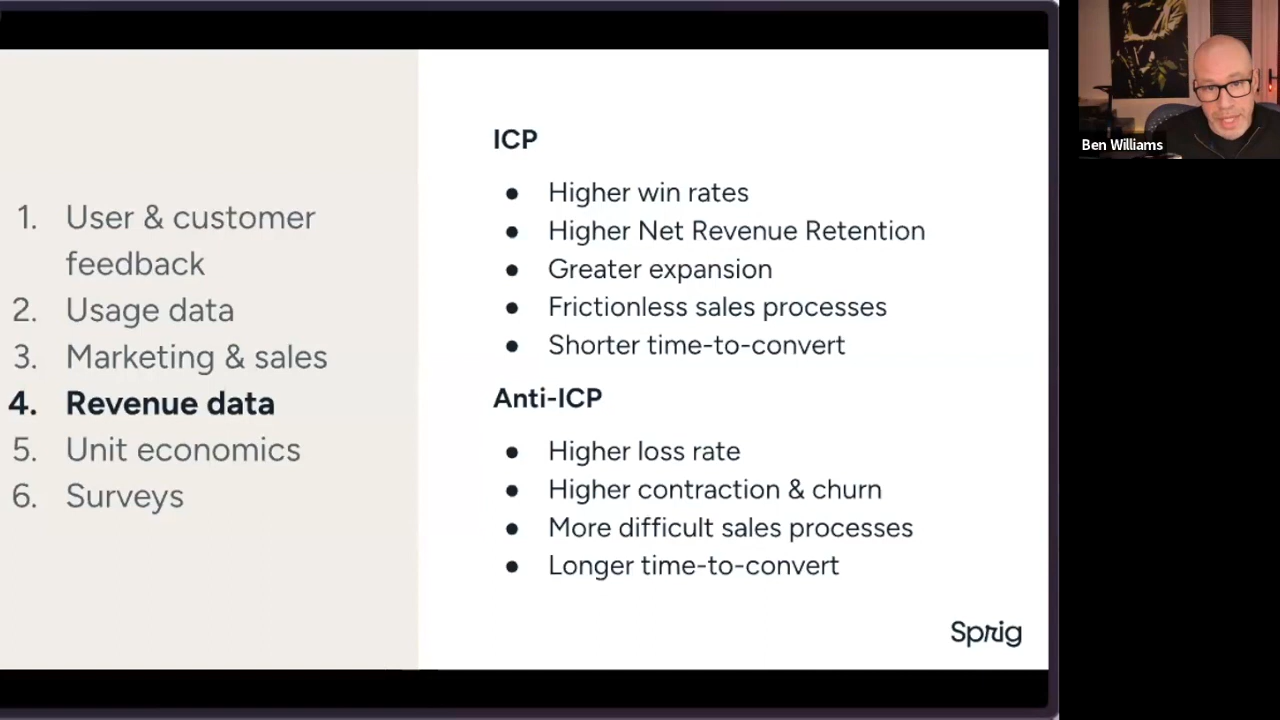 1. User & customer
feedback
2. Usage data
3. Marketing & sales
4. Revenue data
5. Unit economics
6. Surveys
ICP
● Higher win rates
● Higher Net Revenue Retention
● Greater expansion
● Frictionless sales processes
● Shorter time-to-convert
Anti-ICP
● Higher loss rate
● Higher contraction & churn
● More difficult sales processes
● Longer time-to-convert
Sprig
Ben Williams